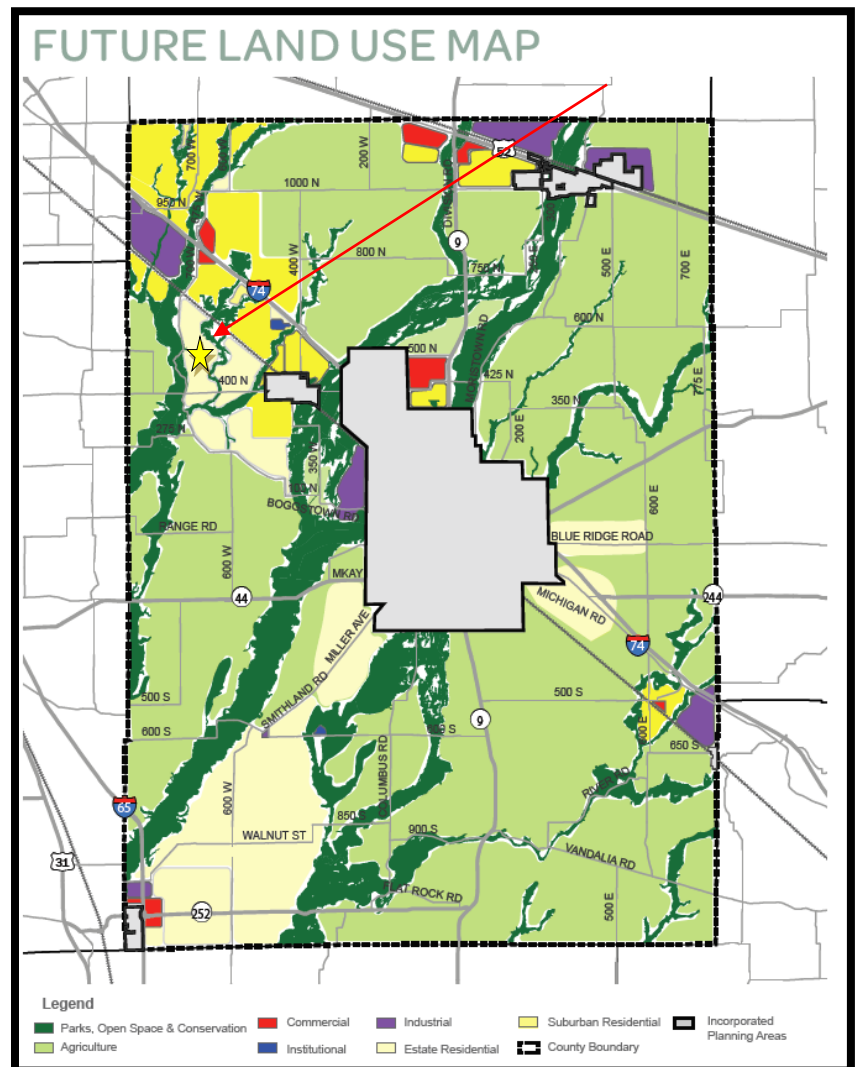 FUTURE LAND USE MAP
700 W
200 W
52
1000 N
950 N
9
400 W
800 N
750 N
500 E
700 E
74
600 N
MORRISTOWN RD
500 N
425 N
400 N
775 E
350 N
200 E
275 N
350 W
BOGGSTOWN RD
600 E
RANGE RD
BLUE RIDGE ROAD
600 W
MKAY
44
MICHIGAN RD
244
MILLER AVE
74
500 S
500 S
SMITHLAND RD
9
600 S
650 S
COLUMBUS RD
RIVER RD
600 W
65
850 S
900 S
WALNUT ST
31
VANDALIA RD
FLAT ROCK RD
252
500 E
Legend
Parks, Open Space & Conservation
Commercial
Industrial
Suburban Residential
Incorporated
Planning Areas
Agriculture
Institutional
Estate Residential
County Boundary